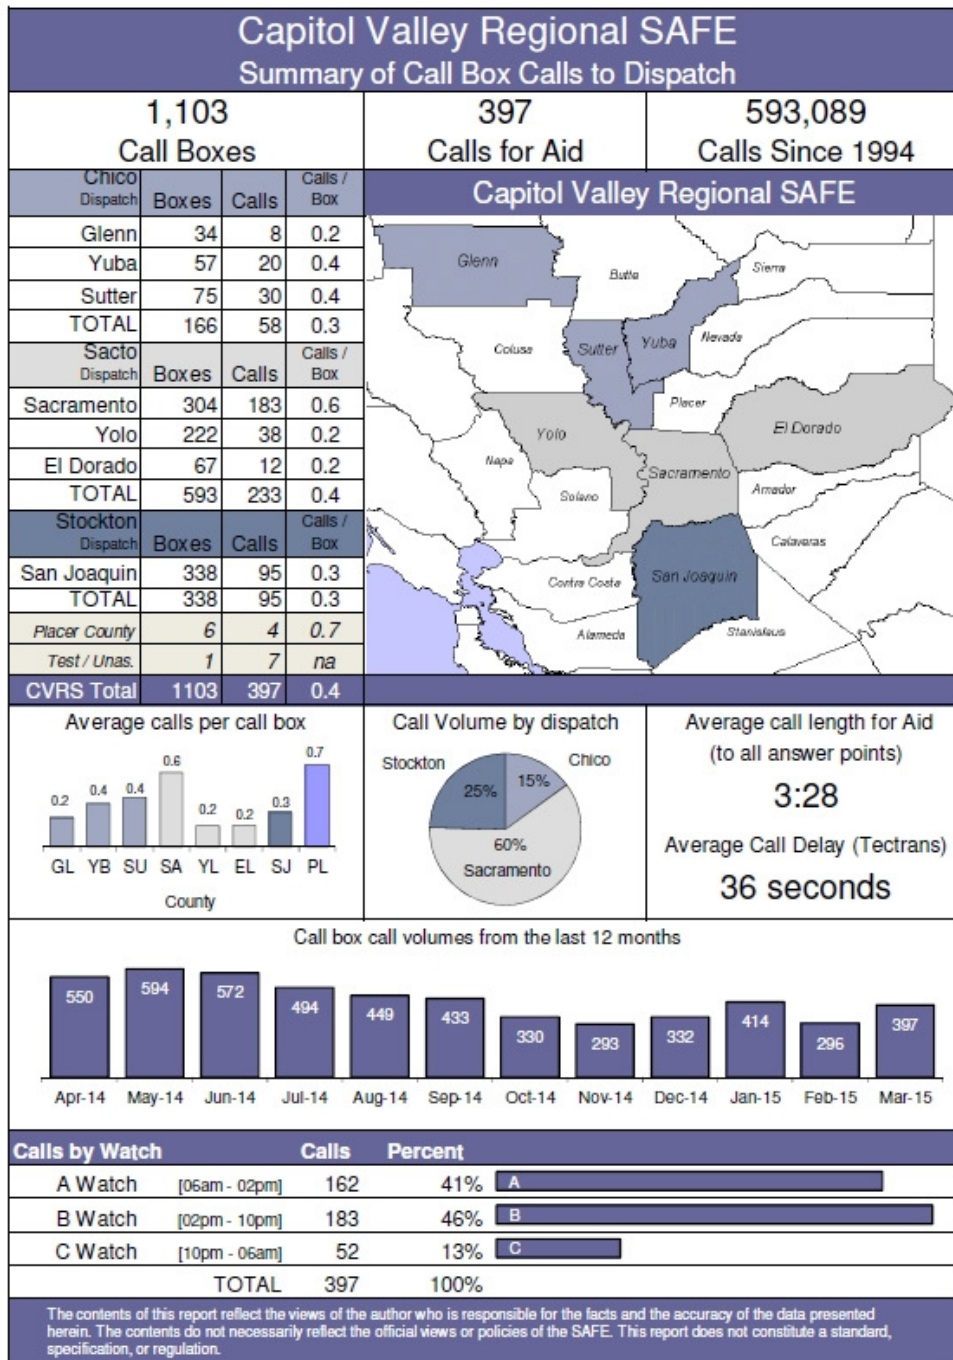 Capitol Valley Regional SAFE
Summary of Call Box Calls to Dispatch
1,103
Call Boxes
397
Calls for Aid
593,089
Calls Since 1994
Chico Dispatch Boxes Calls Calls / Box
Glenn 34 8 0.2
Yuba 57 20 0.4
Sutter 75 30 0.4
TOTAL 166 58 0.3
Sacto Dispatch Boxes Calls Calls / Box
Sacramento 304 183 0.6
Yolo 222 38 0.2
El Dorado 67 12 0.2
TOTAL 593 233 0.4
Stockton Dispatch Boxes Calls Calls / Box
San Joaquin 338 95 0.3
TOTAL 338 95 0.3
Placer County 6 4 0.7
Test / Unas. 1 7 na
CVRS Total 1103 397 0.4
Capitol Valley Regional SAFE
Glenn
Butte
Sierra
Colusa
Sutter
Yuba
Nevada
Placer
Yolo
El Dorado
Napa
Sacramento
Solano
Amador
Calaveras
Contra Costa
San Joaquin
Alameda
Stanislaus
Average calls per call box
0.2 0.4 0.4 0.6 0.2 0.2 0.3 0.7
GL YB SU SA YL EL SJ PL
County
Call Volume by dispatch
Stockton
Chico
25%
15%
60%
Sacramento
Average call length for Aid
(to all answer points)
3:28
Average Call Delay (Tectrans)
36 seconds
Call box call volumes from the last 12 months
550 594 572 494 449 433 330 293 332 414 296 397
Apr-14 May-14 Jun-14 Jul-14 Aug-14 Sep-14 Oct-14 Nov-14 Dec-14 Jan-15 Feb-15 Mar-15
Calls by Watch Calls Percent
A Watch [06am - 02pm] 162 41% A
B Watch [02pm - 10pm] 183 46% B
C Watch [10pm - 06am] 52 13% C
TOTAL 397 100%
The contents of this report reflect the views of the author who is responsible for the facts and the accuracy of the data presented
herein. The contents do not necessarily reflect the official views or policies of the SAFE. This report does not constitute a standard,
specification, or regulation.